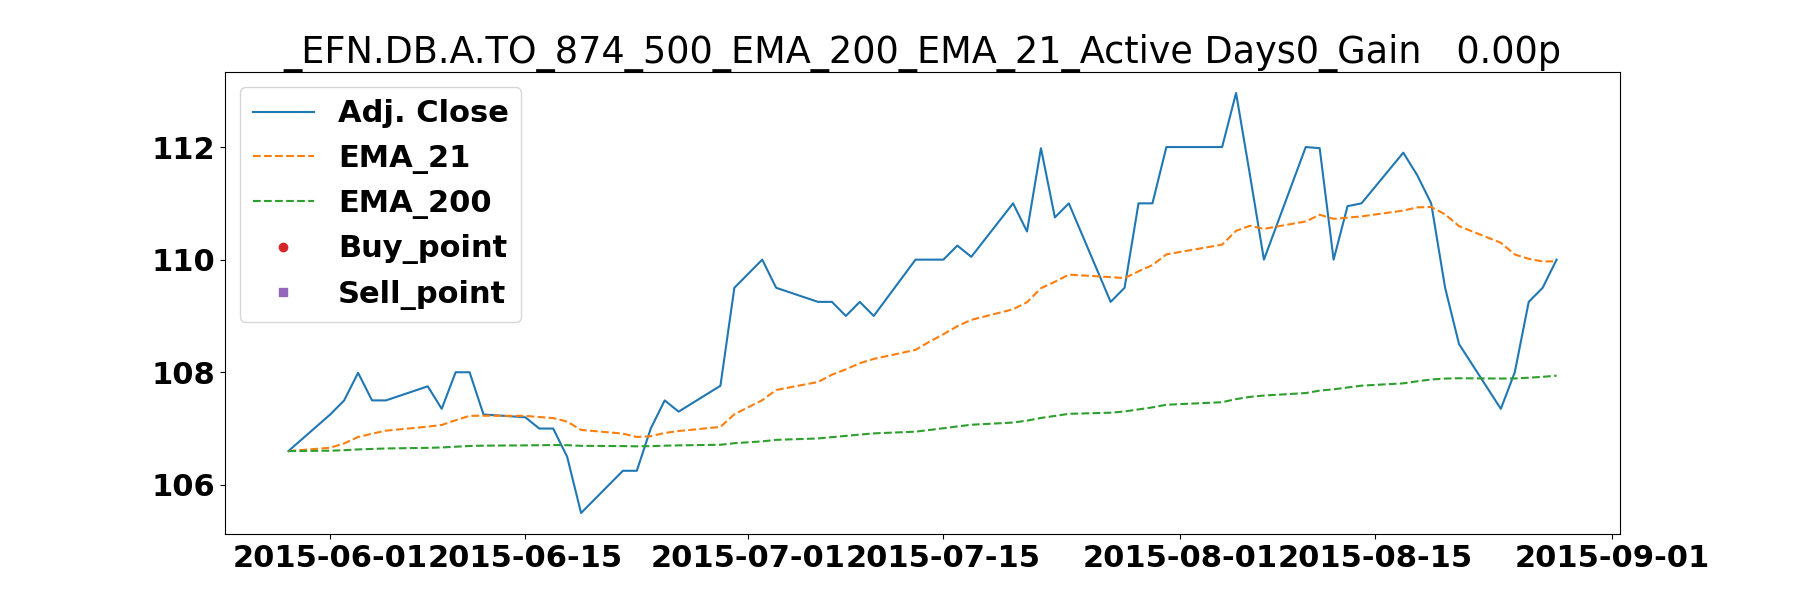 _EFN.DB.A.TO_874_500_EMA_200_EMA_21_Active Days0_Gain   0.00p
Adj. Close
EMA_21
EMA_200
Buy_point
Sell_point
112
110
108
106
2015-06-01 2015-06-15 2015-07-01 2015-07-15 2015-08-01 2015-08-15 2015-09-01